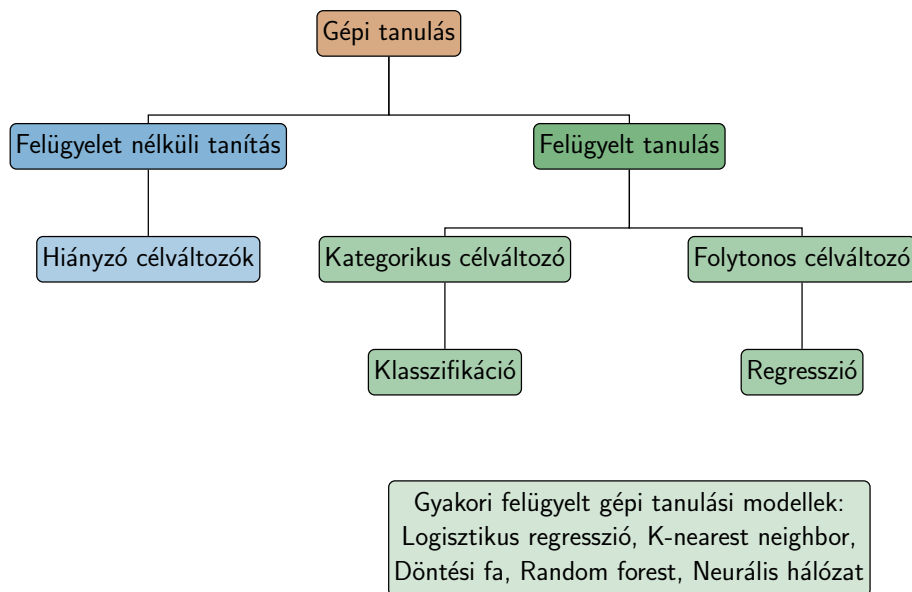 Gépi tanulás
Felügyelet nélküli tanítás
Felügyelt tanulás
Hiányzó célváltozók
Kategorikus célváltozó
Folytonos célváltozó
Klasszifikáció
Regresszió
Gyakori felügyelt gépi tanulási modellek:
Logisztikus regresszió, K-nearest neighbor,
Döntési fa, Random forest, Neurális hálózat